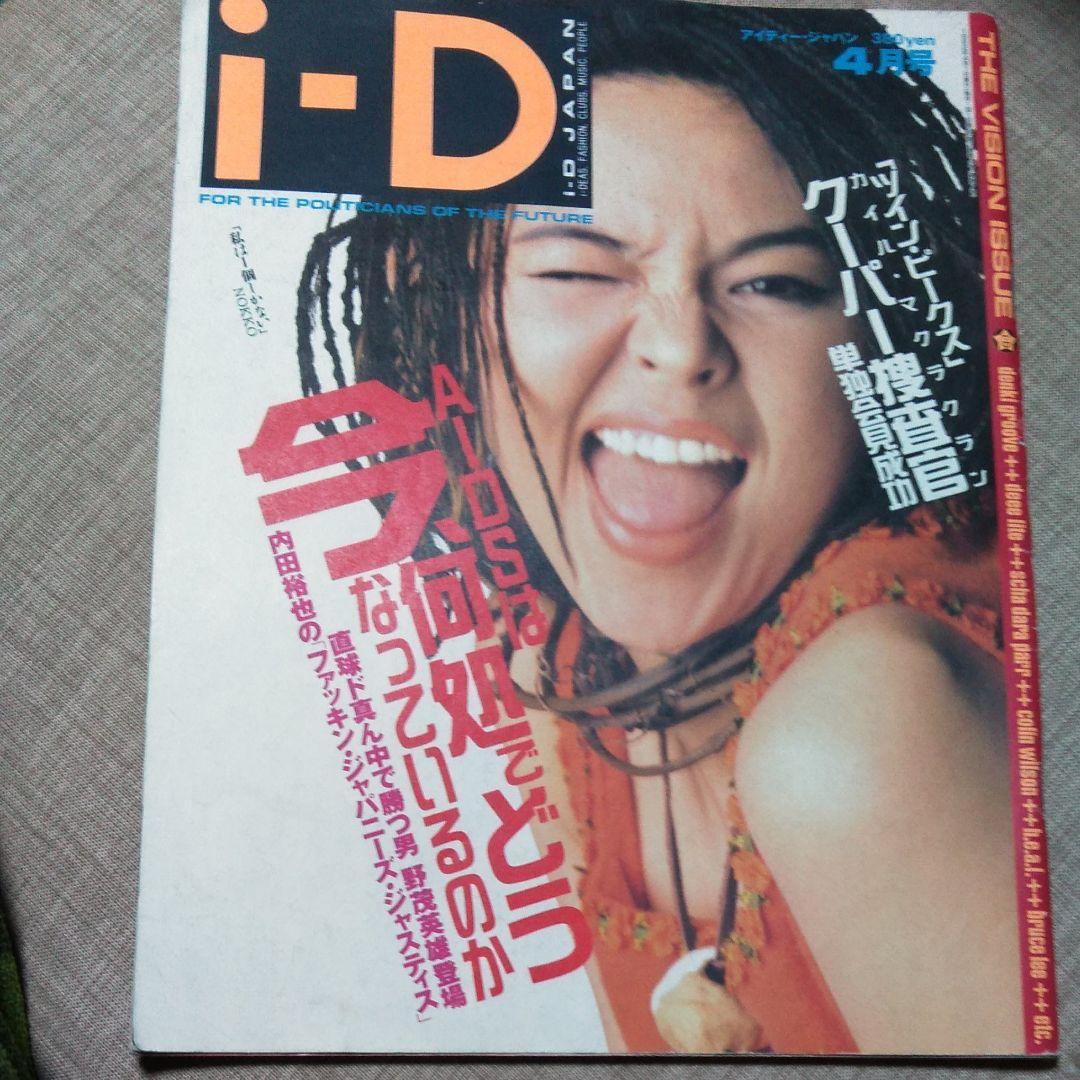 i-D
I-D JAPAN
I-DEAS. FASHION. CLUBS. MUSIC. PEOPLE
FOR THE POLITICIANS OF THE FUTURE
アイディー・ジャパン 380yen
4月号
「私は一個しかない」
NOKKO
「ツイン・ピークス」
カイル・マクラクラン
クーパー捜査官
単独会見成功
AIDSは
今、何処でどう
なっているのか
直球ド真ん中で勝つ男 野茂英雄登場
内田裕也の「ファッキン・ジャパニーズ・ジャスティス」
THE VISION ISSUE
denki groove++deee lite++scha dara parr++colin wilson++h.e.a.l.++bruce lee++etc.